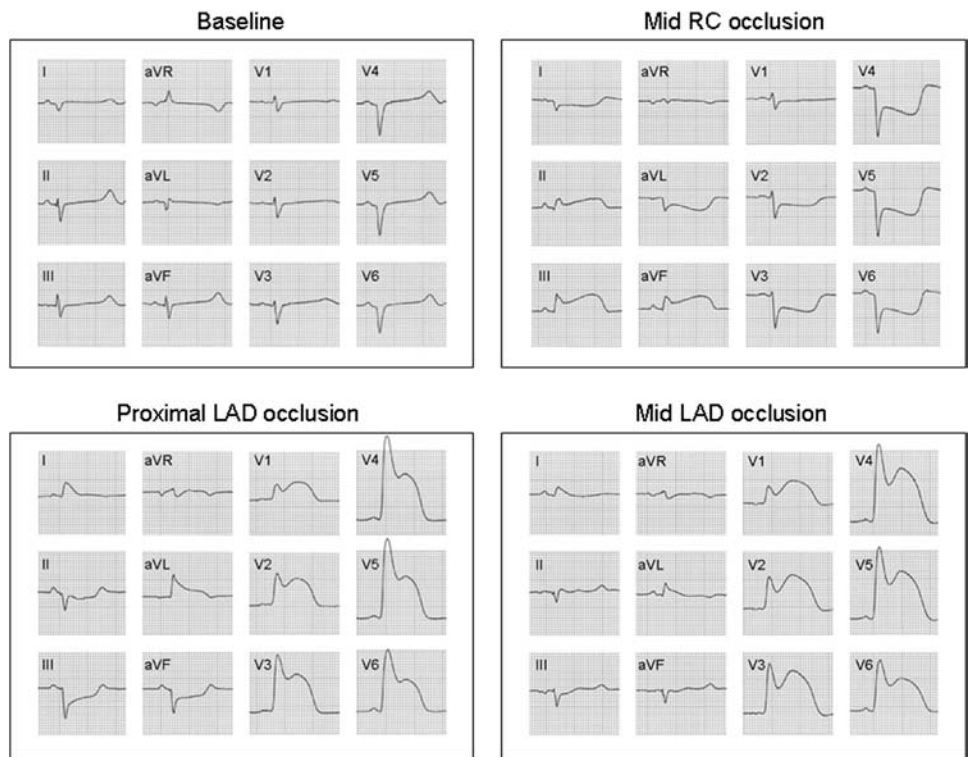 Baseline
I aVR V1 V4
II aVL V2 V5
III aVF V3 V6
Mid RC occlusion
I aVR V1 V4
II aVL V2 V5
III aVF V3 V6
Proximal LAD occlusion
I aVR V1 V4
II aVL V2 V5
III aVF V3 V6
Mid LAD occlusion
I aVR V1 V4
II aVL V2 V5
III aVF V3 V6